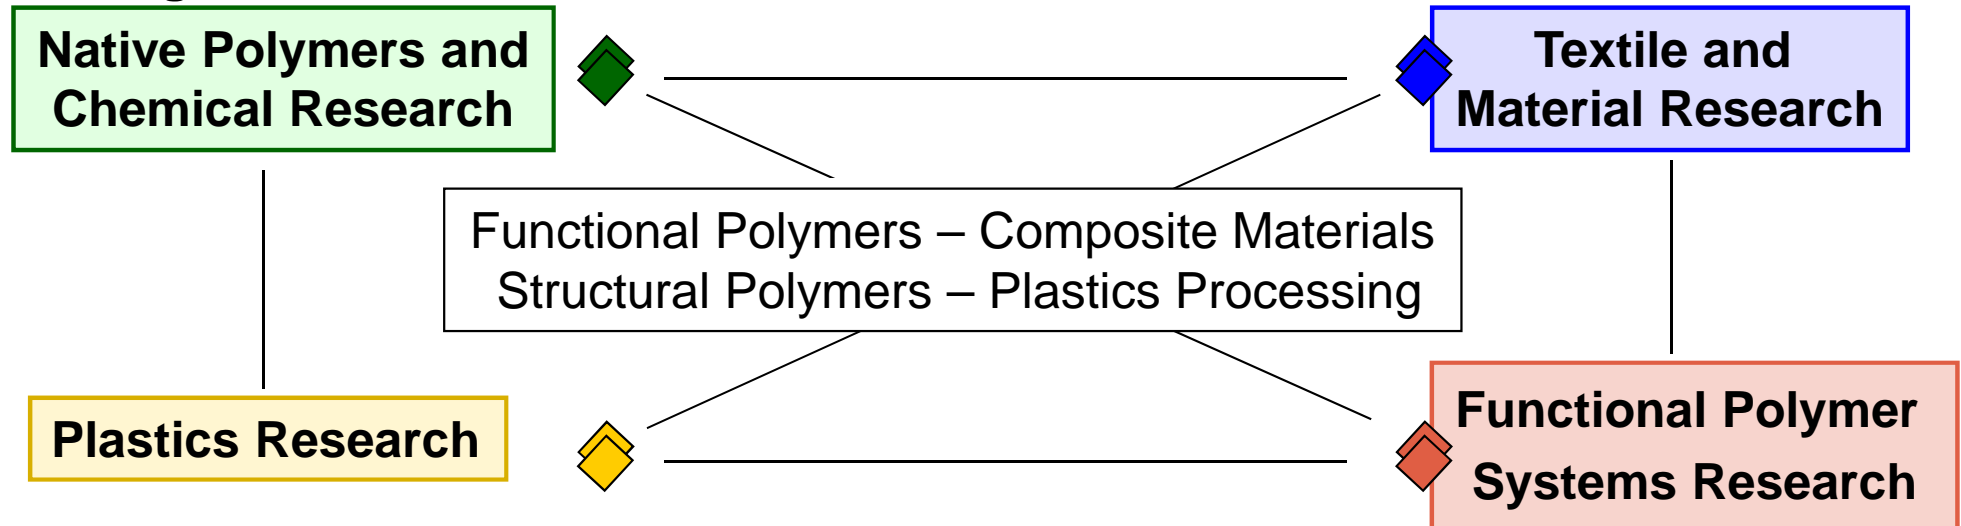 Native Polymers and
Chemical Research
Textile and
Material Research
Functional Polymers – Composite Materials
Structural Polymers – Plastics Processing
Plastics Research
Functional Polymer
Systems Research